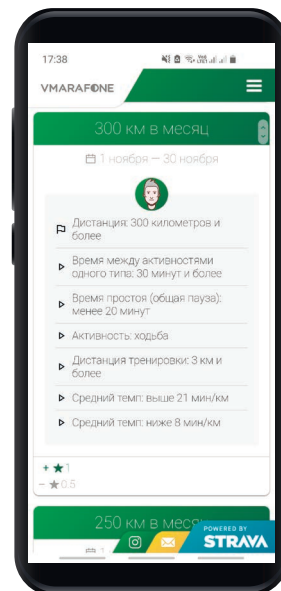 17:38
VMARAFONE
300 км в месяц
1 ноября — 30 ноября
Дистанция: 300 километров и
более
Время между активностями
одного типа: 30 минут и более
Время простоя (общая пауза):
менее 20 минут
Активность: ходьба
Дистанция тренировки: 3 км и
более
Средний темп: выше 21 мин/км
Средний темп: ниже 8 мин/км
+ ★1
− ★0.5
250 км в меся
POWERED BY
STRAVA